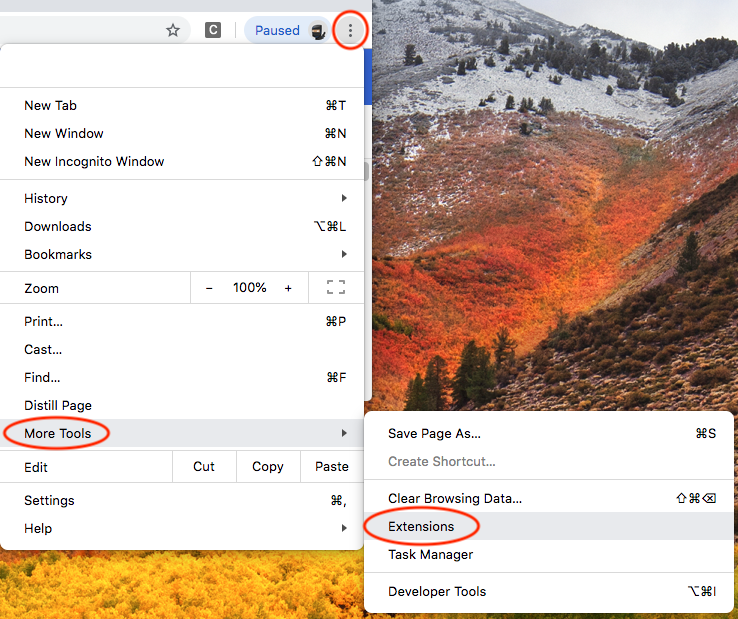 C Paused
New Tab ⌘T
New Window ⌘N
New Incognito Window ⇧⌘N
History
Downloads ⌥⌘L
Bookmarks
Zoom − 100% +
Print... ⌘P
Cast...
Find... ⌘F
Distill Page
More Tools
Save Page As... ⌘S
Create Shortcut...
Clear Browsing Data... ⇧⌘⌫
Extensions
Task Manager
Developer Tools ⌥⌘I
Edit Cut Copy Paste
Settings ⌘,
Help